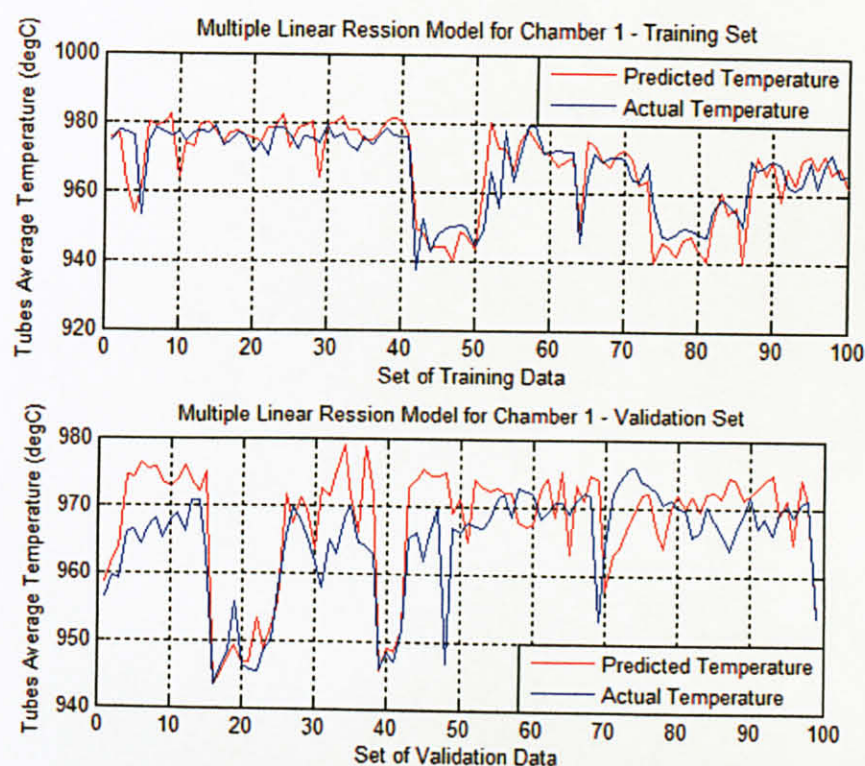 Multiple Linear Ression Model for Chamber 1 - Training Set
Tubes Average Temperature (degC)
1000
980
960
940
920
Predicted Temperature
Actual Temperature
0 10 20 30 40 50 60 70 80 90 100
Set of Training Data
Multiple Linear Ression Model for Chamber 1 - Validation Set
Tubes Average Temperature (degC)
980
970
960
950
940
Predicted Temperature
Actual Temperature
0 10 20 30 40 50 60 70 80 90 100
Set of Validation Data